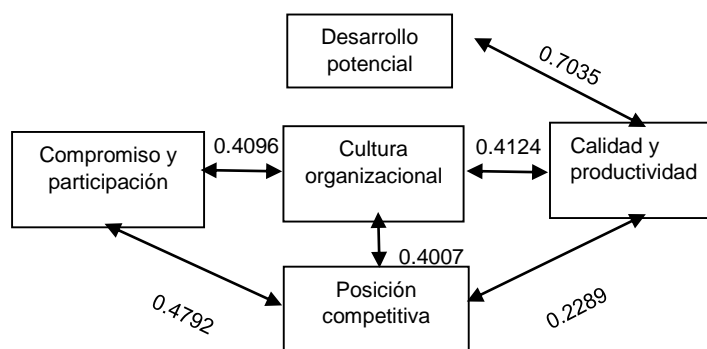 Desarrollo
potencial
0.7035
Compromiso y
participación
0.4096
Cultura
organizacional
0.4124
Calidad y
productividad
0.4007
0.4792
Posición
competitiva
0.2289